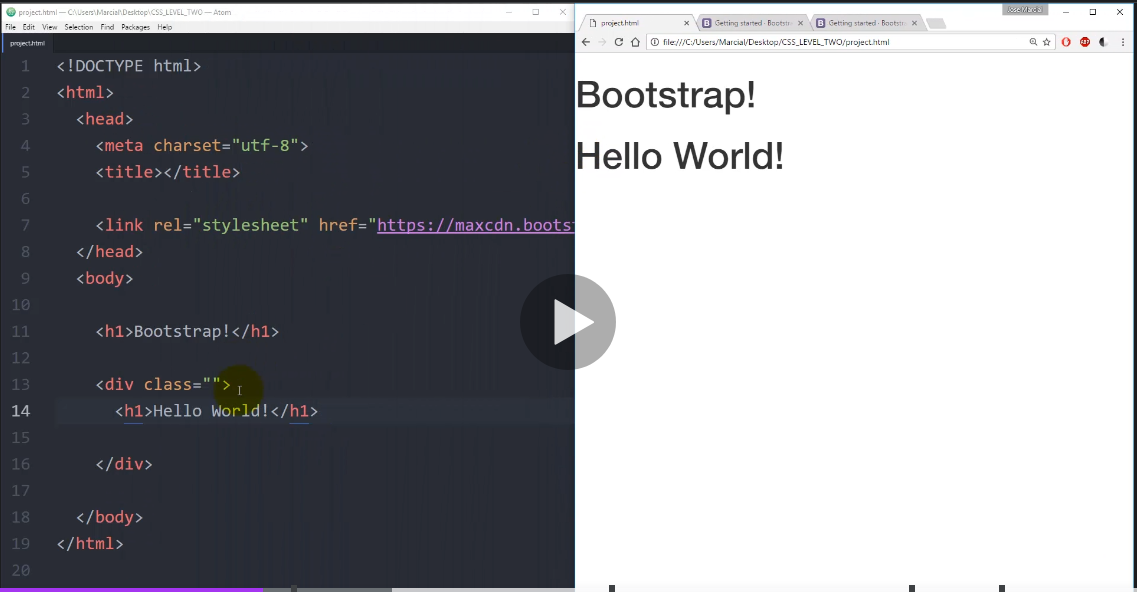 project.html — C:\Users\Marcial\Desktop\CSS_LEVEL_TWO — Atom
File Edit View Selection Find Packages Help
project.html
1 <!DOCTYPE html>
2 <html>
3 <head>
4 <meta charset="utf-8">
5 <title></title>
6
7 <link rel="stylesheet" href="https://maxcdn.boots
8 </head>
9 <body>
10
11 <h1>Bootstrap!</h1>
12
13 <div class="">
14 <h1>Hello World!</h1>
15
16 </div>
17
18 </body>
19 </html>
20
Jose Marcial
project.html
Getting started · Bootstr
Getting started · Bootstr
file:///C:/Users/Marcial/Desktop/CSS_LEVEL_TWO/project.html
Bootstrap!
Hello World!